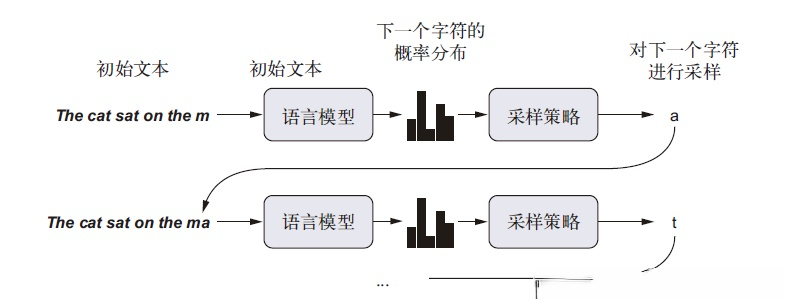 下一个字符的
概率分布
对下一个字符
进行采样
初始文本
初始文本
The cat sat on the m
语言模型
采样策略
a
The cat sat on the ma
语言模型
采样策略
t
...